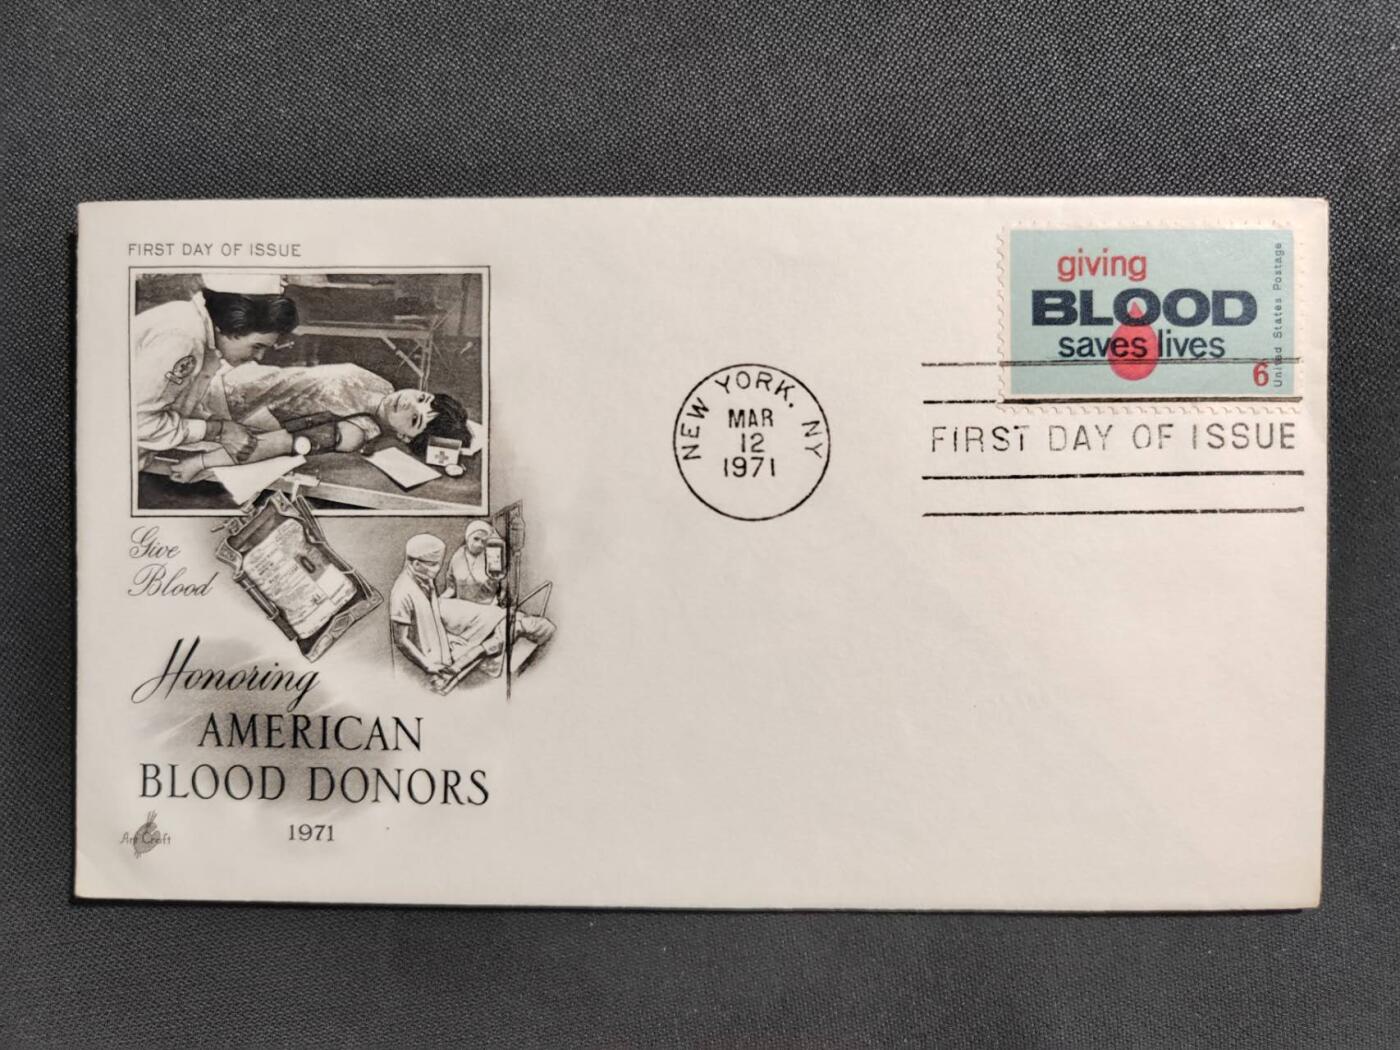 FIRST DAY OF ISSUE
giving
BLOOD
saves lives
6
United States Postage
NEW YORK. NY
MAR
12
1971
FIRST DAY OF ISSUE
Give
Blood
Honoring
AMERICAN
BLOOD DONORS
1971
Art Craft